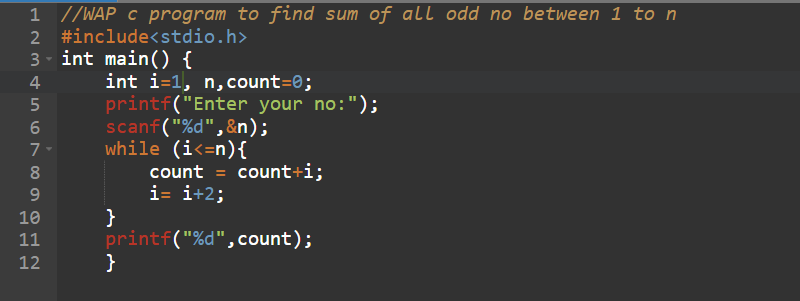 1 //WAP c program to find sum of all odd no between 1 to n
2 #include<stdio.h>
3 int main() {
4 int i=1, n,count=0;
5 printf("Enter your no:");
6 scanf("%d",&n);
7 while (i<=n){
8 count = count+i;
9 i= i+2;
10 }
11 printf("%d",count);
12 }